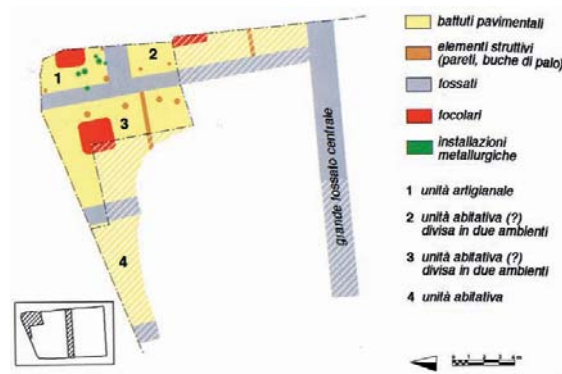 battuti pavimentali
elementi struttivi
(pareti, buche di palo)
fossati
focolari
installazioni
metallurgiche
1 unità artigianale
2 unità abitativa (?)
divisa in due ambienti
3 unità abitativa (?)
divisa in due ambienti
4 unità abitativa
1
2
3
4
grande fossato centrale